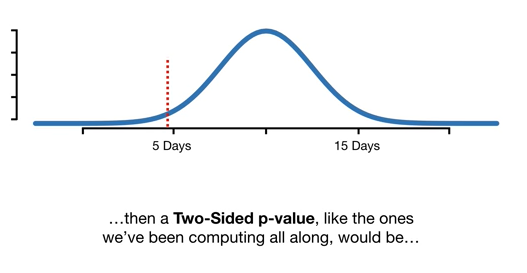 5 Days 15 Days
…then a Two-Sided p-value, like the ones
we’ve been computing all along, would be…